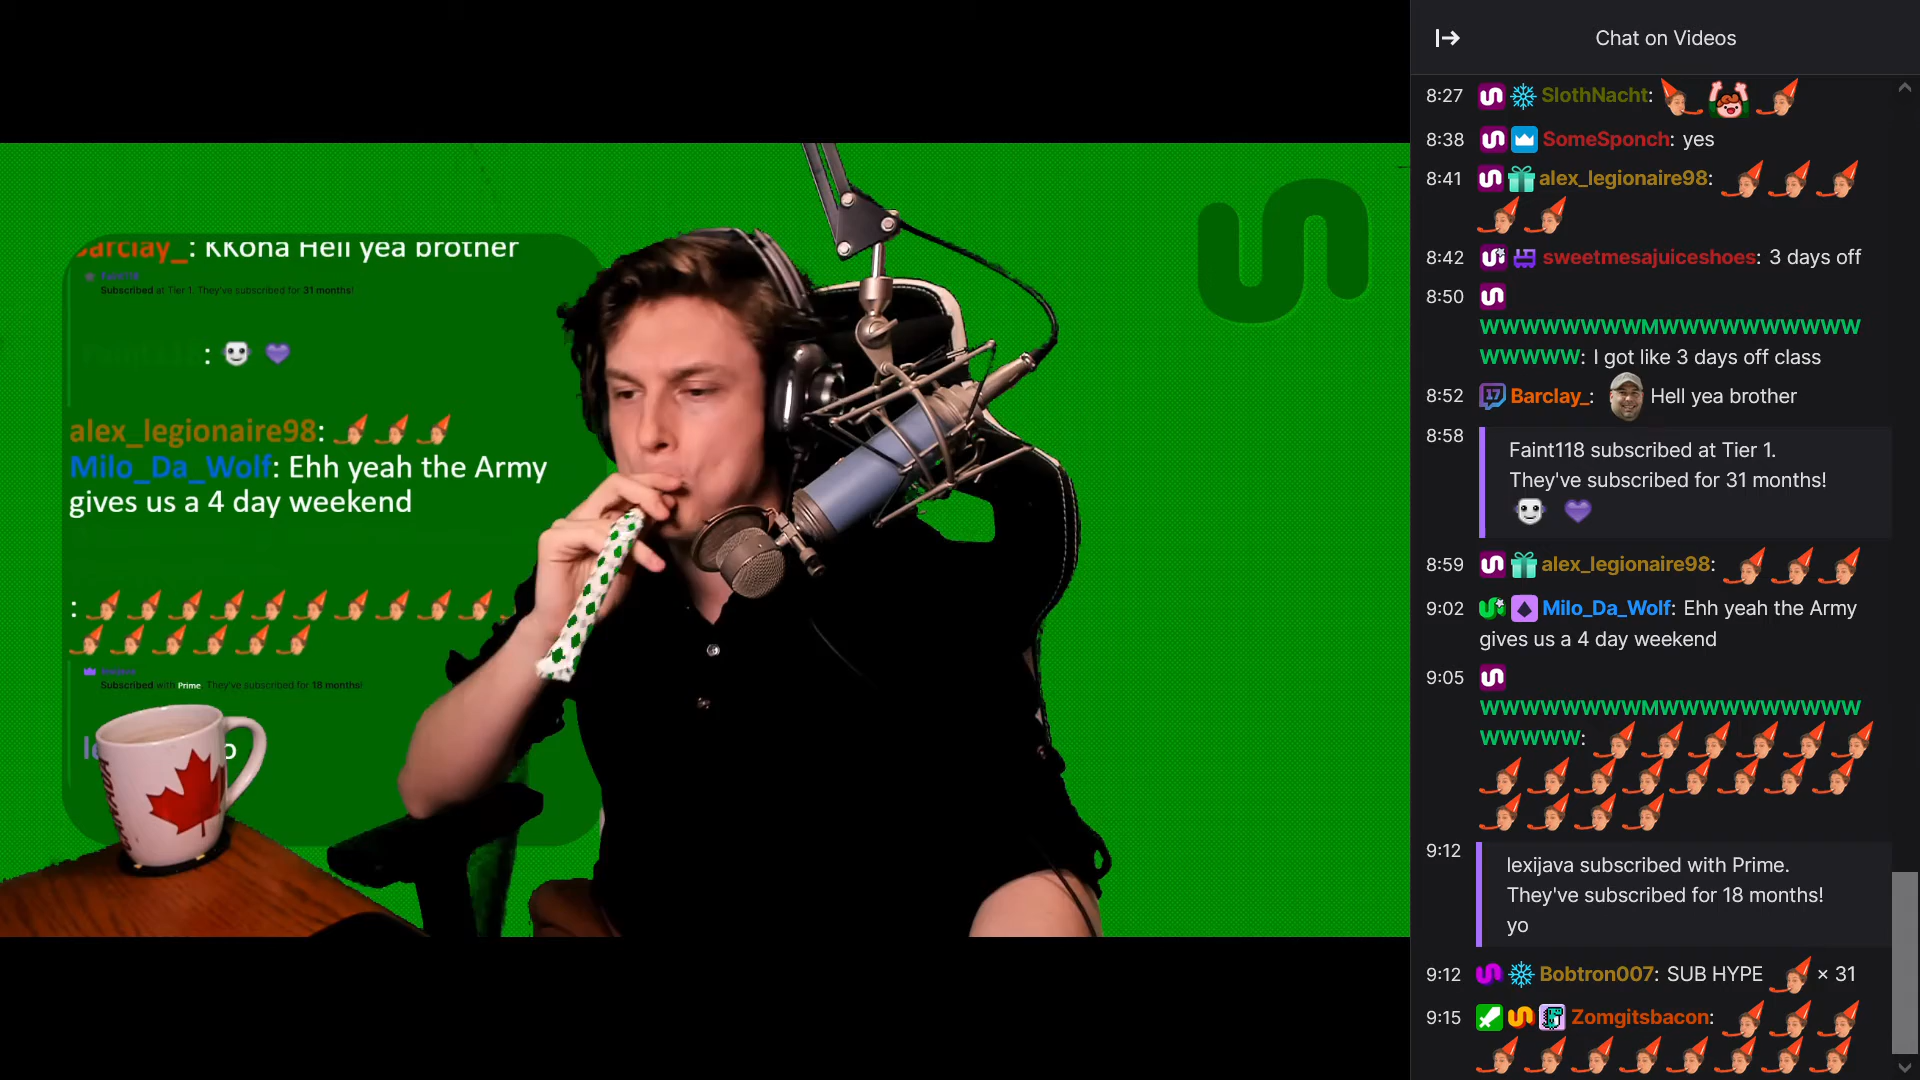 Barclay_: KKona Hell yea brother
Faint118
Subscribed at Tier 1. They've subscribed for 31 months!
Faint118:
alex_legionaire98:
Milo_Da_Wolf: Ehh yeah the Army
gives us a 4 day weekend
:
lexijava
Subscribed with Prime. They've subscribed for 18 months!
Chat on Videos
8:27 SlothNacht:
8:38 SomeSponch: yes
8:41 alex_legionaire98:
8:42 sweetmesajuiceshoes: 3 days off
8:50
WWWWWWWWMWWWWWWWWWW
WWWWW: I got like 3 days off class
8:52 17 Barclay_: Hell yea brother
8:58 Faint118 subscribed at Tier 1.
They've subscribed for 31 months!
8:59 alex_legionaire98:
9:02 Milo_Da_Wolf: Ehh yeah the Army
gives us a 4 day weekend
9:05
WWWWWWWWMWWWWWWWWWW
WWWWW:
9:12 lexijava subscribed with Prime.
They've subscribed for 18 months!
yo
9:12 Bobtron007: SUB HYPE × 31
9:15 Zomgitsbacon: